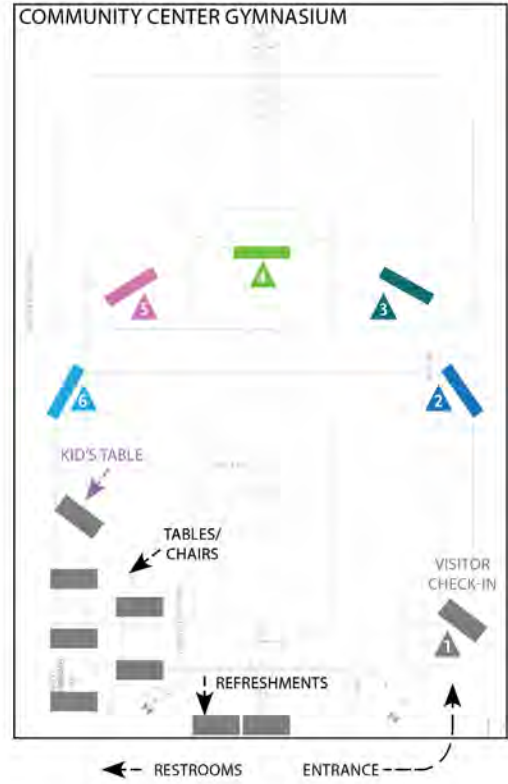 COMMUNITY CENTER GYMNASIUM
4
5
3
6
2
KID'S TABLE
TABLES/
CHAIRS
VISITOR
CHECK-IN
1
REFRESHMENTS
RESTROOMS
ENTRANCE